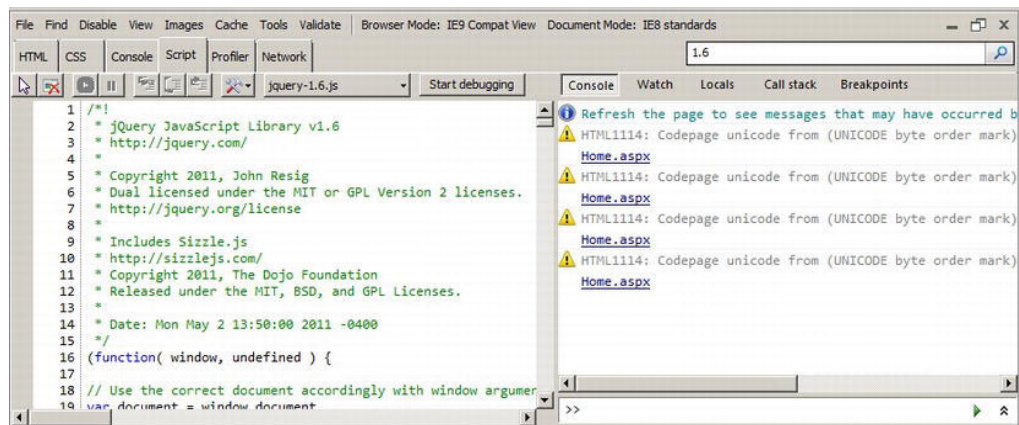 File Find Disable View Images Cache Tools Validate Browser Mode: IE9 Compat View Document Mode: IE8 standards
HTML CSS Console Script Profiler Network 1.6
jquery-1.6.js Start debugging Console Watch Locals Call stack Breakpoints
1 /*!
2 * jQuery JavaScript Library v1.6
3 * http://jquery.com/
4 *
5 * Copyright 2011, John Resig
6 * Dual licensed under the MIT or GPL Version 2 licenses.
7 * http://jquery.org/license
8 *
9 * Includes Sizzle.js
10 * http://sizzlejs.com/
11 * Copyright 2011, The Dojo Foundation
12 * Released under the MIT, BSD, and GPL Licenses.
13 *
14 * Date: Mon May 2 13:50:00 2011 -0400
15 */
16 (function( window, undefined ) {
17
18 // Use the correct document accordingly with window argumen
19 var document = window.document
Refresh the page to see messages that may have occurred b
HTML1114: Codepage unicode from (UNICODE byte order mark)
Home.aspx
HTML1114: Codepage unicode from (UNICODE byte order mark)
Home.aspx
HTML1114: Codepage unicode from (UNICODE byte order mark)
Home.aspx
HTML1114: Codepage unicode from (UNICODE byte order mark)
Home.aspx
>>